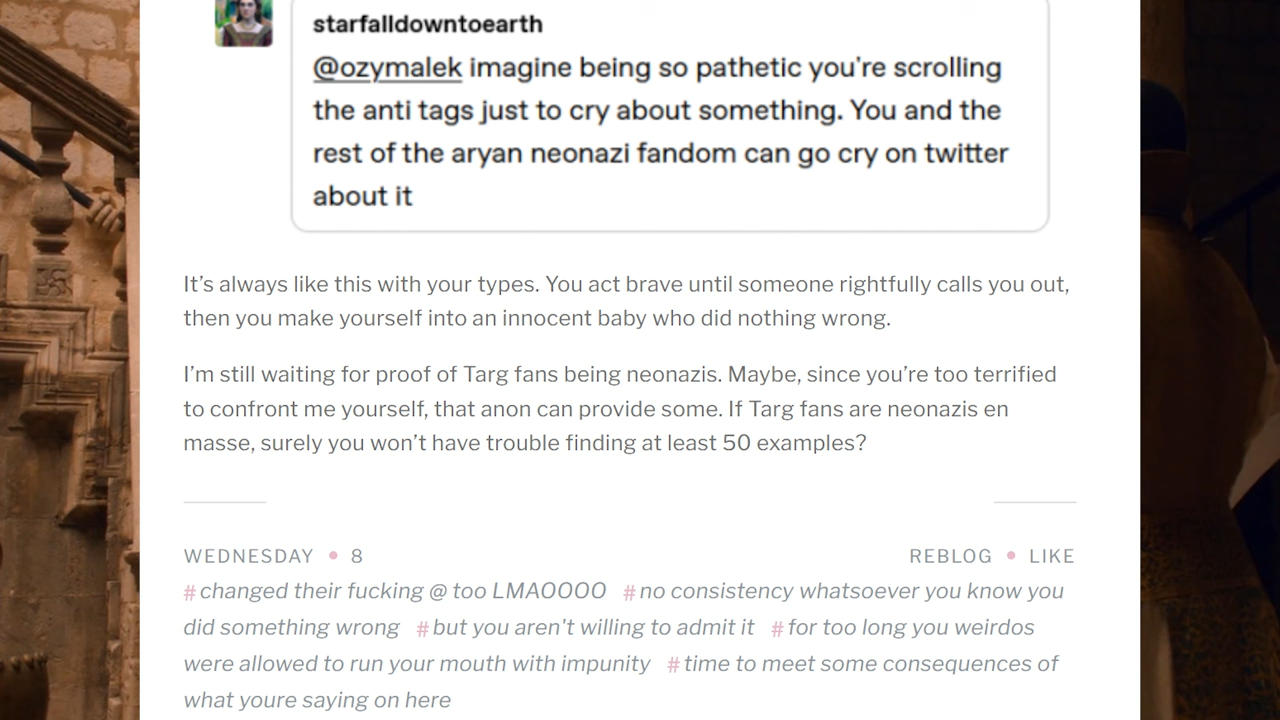 starfalldowntoearth
@ozymalek imagine being so pathetic you're scrolling
the anti tags just to cry about something. You and the
rest of the aryan neonazi fandom can go cry on twitter
about it
It’s always like this with your types. You act brave until someone rightfully calls you out,
then you make yourself into an innocent baby who did nothing wrong.
I’m still waiting for proof of Targ fans being neonazis. Maybe, since you’re too terrified
to confront me yourself, that anon can provide some. If Targ fans are neonazis en
masse, surely you won’t have trouble finding at least 50 examples?
WEDNESDAY • 8 REBLOG • LIKE
#changed their fucking @ too LMAOOOO #no consistency whatsoever you know you
did something wrong #but you aren't willing to admit it #for too long you weirdos
were allowed to run your mouth with impunity #time to meet some consequences of
what youre saying on here